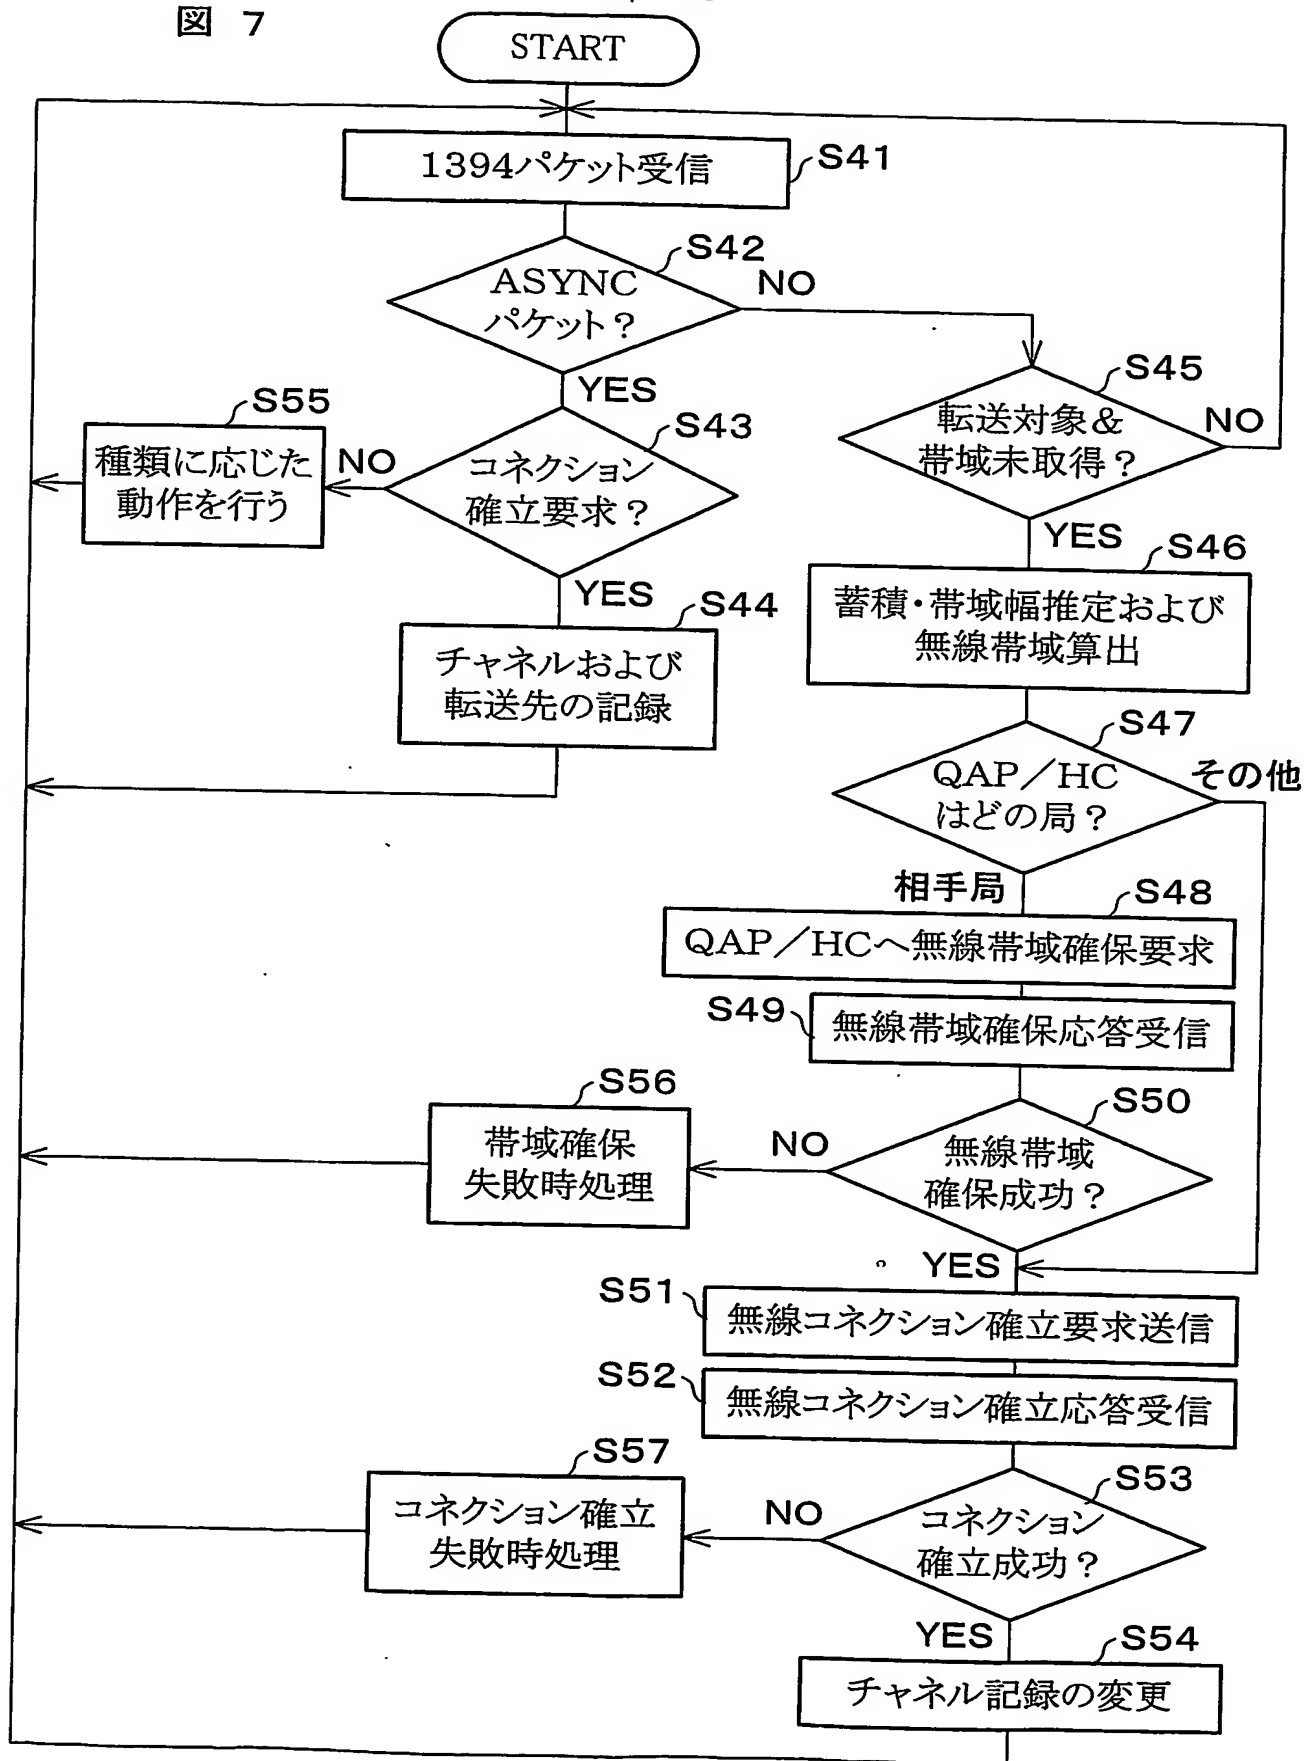 図 7
START
1394パケット受信
S41
S42
ASYNC
パケット?
NO
YES
S45
転送対象&
帯域未取得?
NO
S55
種類に応じた
動作を行う
NO
S43
コネクション
確立要求?
YES
YES
S44
チャネルおよび
転送先の記録
S46
蓄積・帯域幅推定および
無線帯域算出
S47
QAP/HC
はどの局?
その他
相手局
S48
QAP/HCへ無線帯域確保要求
S49
無線帯域確保応答受信
S56
帯域確保
失敗時処理
NO
S50
無線帯域
確保成功?
YES
S51
無線コネクション確立要求送信
S52
無線コネクション確立応答受信
S57
コネクション確立
失敗時処理
NO
S53
コネクション
確立成功?
YES
S54
チャネル記録の変更